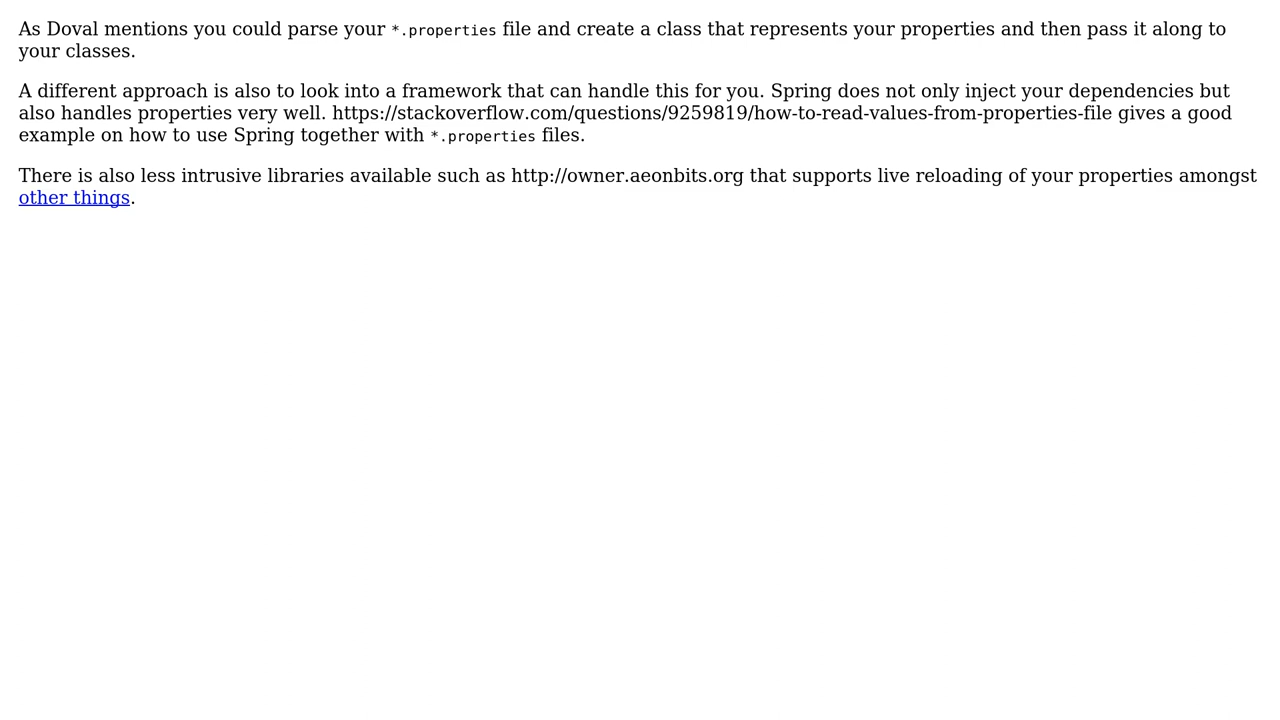 As Doval mentions you could parse your *.properties file and create a class that represents your properties and then pass it along to
your classes.
A different approach is also to look into a framework that can handle this for you. Spring does not only inject your dependencies but
also handles properties very well. https://stackoverflow.com/questions/9259819/how-to-read-values-from-properties-file gives a good
example on how to use Spring together with *.properties files.
There is also less intrusive libraries available such as http://owner.aeonbits.org that supports live reloading of your properties amongst
other things.